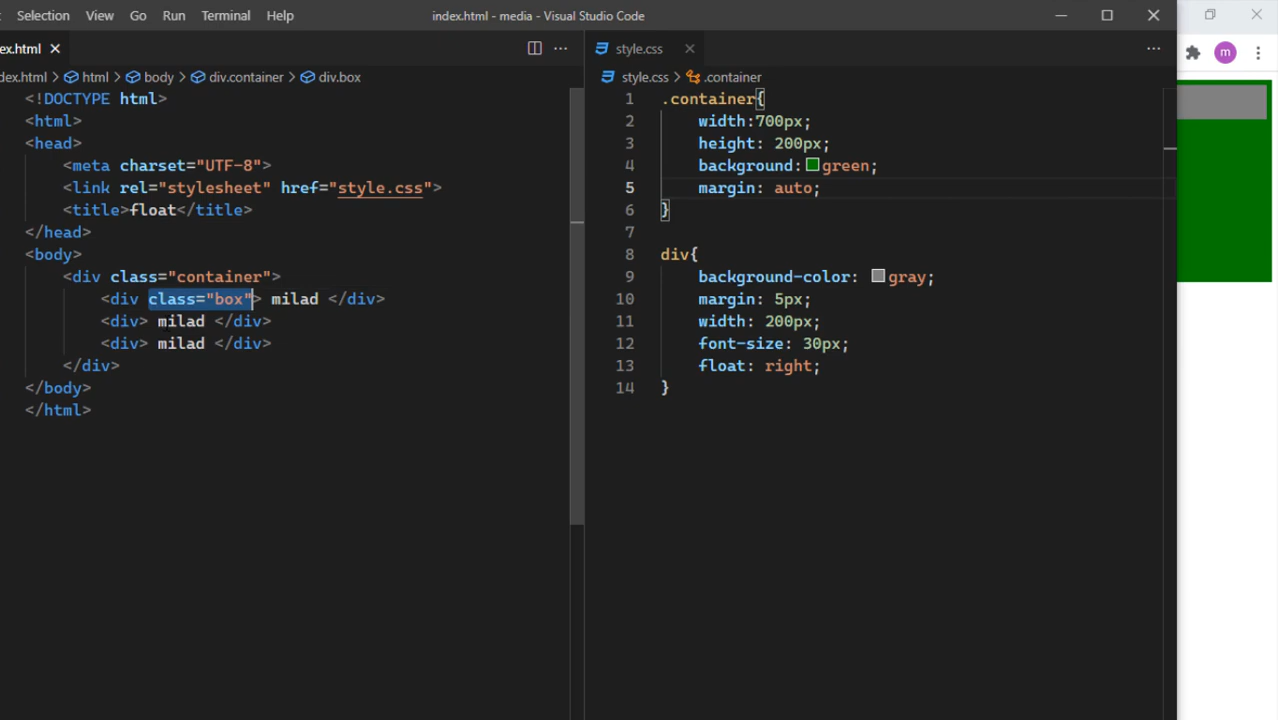 Selection View Go Run Terminal Help index.html - media - Visual Studio Code
ex.html
style.css
dex.html > html > body > div.container > div.box
style.css > .container
m
<!DOCTYPE html>
<html>
<head>
<meta charset="UTF-8">
<link rel="stylesheet" href="style.css">
<title>float</title>
</head>
<body>
<div class="container">
<div class="box"> milad </div>
<div> milad </div>
<div> milad </div>
</div>
</body>
</html>
1 .container{
2 width:700px;
3 height: 200px;
4 background: green;
5 margin: auto;
6 }
7
8 div{
9 background-color: gray;
10 margin: 5px;
11 width: 200px;
12 font-size: 30px;
13 float: right;
14 }